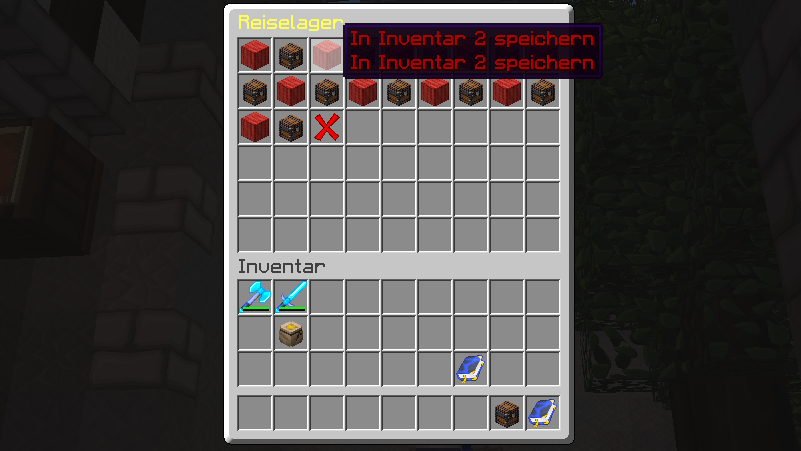 Reiselager
In Inventar 2 speichern
In Inventar 2 speichern
Inventar